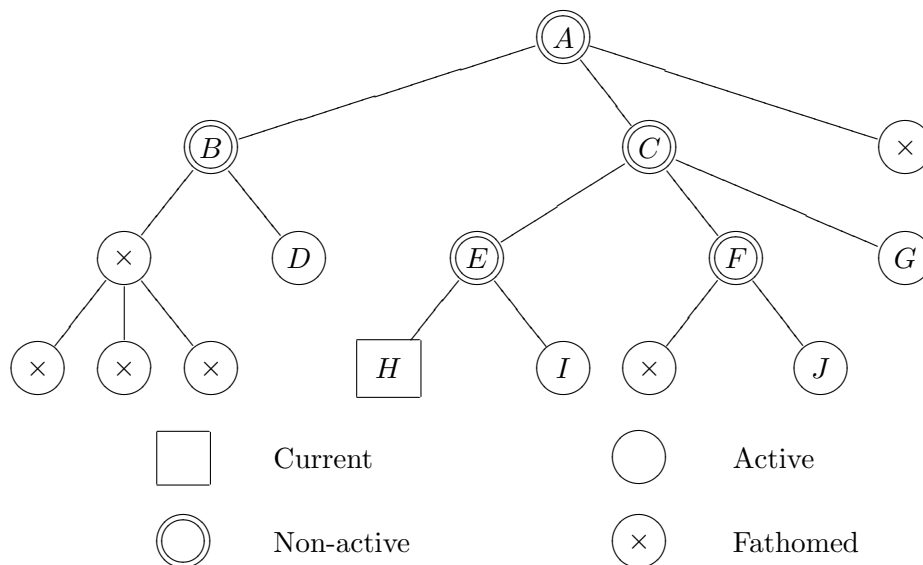 A
B C ×
× D E F G
× × × H I × J
Current Active
Non-active × Fathomed